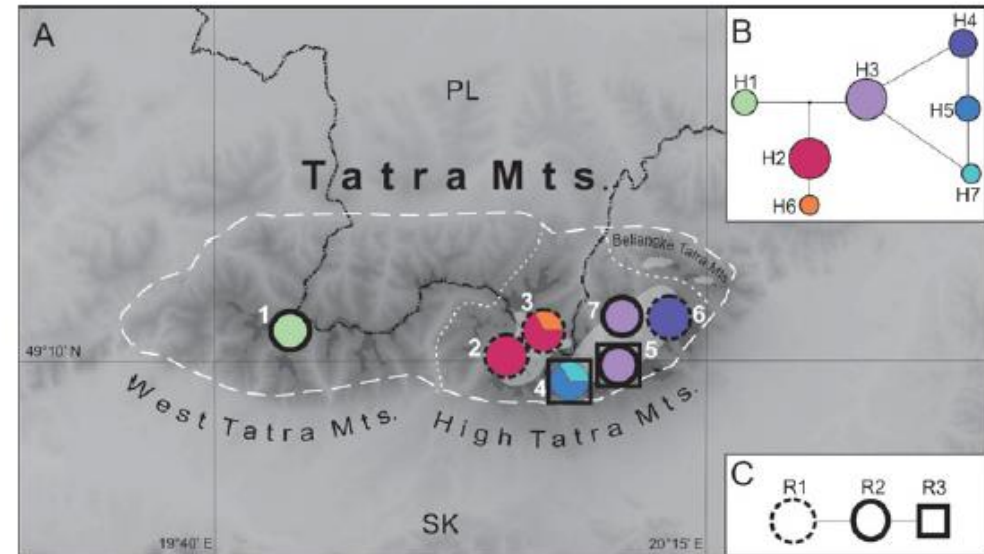 A
PL
Tatra Mts.
Belianske Tatra Mts.
1
2
3
4
5
6
7
49°10' N
West Tatra Mts.
High Tatra Mts.
SK
19°40' E
20°15' E
B
H1
H2
H3
H4
H5
H6
H7
C
R1
R2
R3